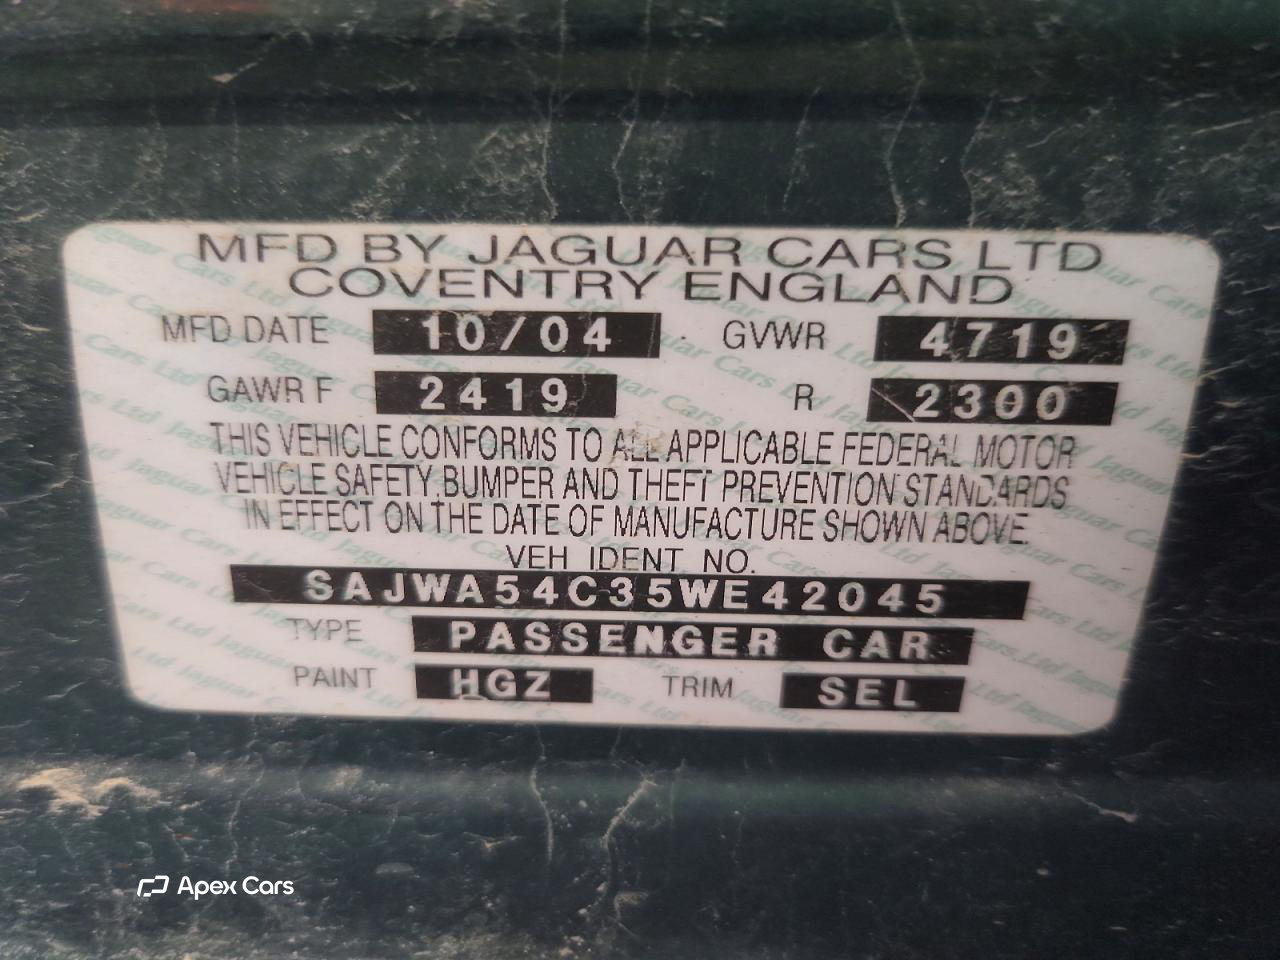 MFD BY JAGUAR CARS LTD
COVENTRY ENGLAND
MFD DATE 10/04 GVWR 4719
GAWR F 2419 R 2300
THIS VEHICLE CONFORMS TO ALL APPLICABLE FEDERAL MOTOR
VEHICLE SAFETY, BUMPER AND THEFT PREVENTION STANDARDS
IN EFFECT ON THE DATE OF MANUFACTURE SHOWN ABOVE.
VEH IDENT NO.
SAJWA54C35WE42045
TYPE PASSENGER CAR
PAINT HGZ TRIM SEL
Apex Cars